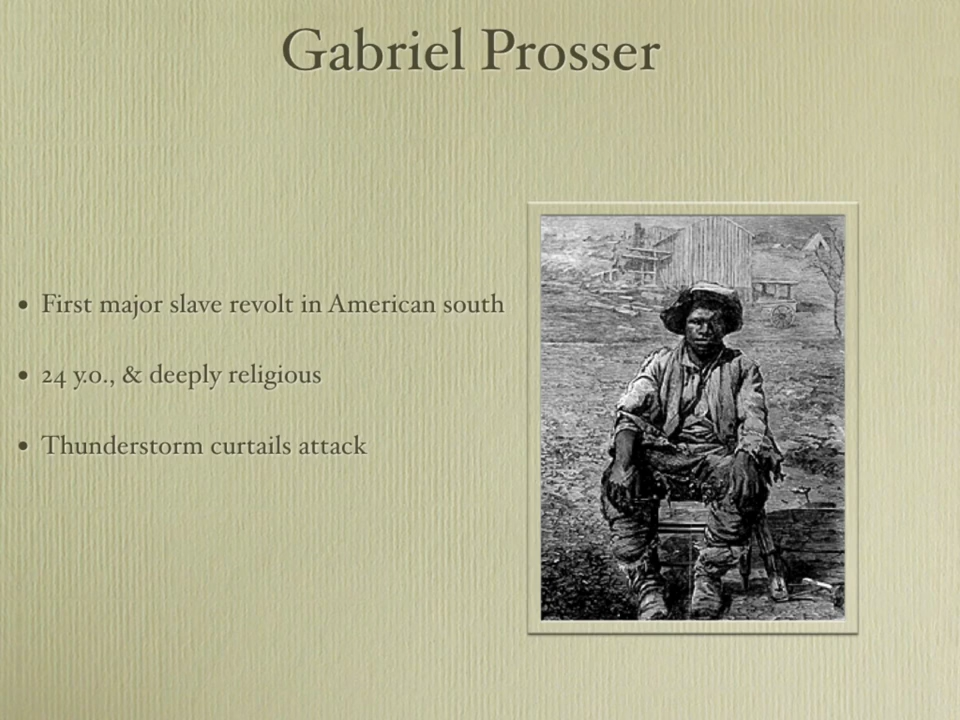 Gabriel Prosser
• First major slave revolt in American south
• 24 y.o., & deeply religious
• Thunderstorm curtails attack